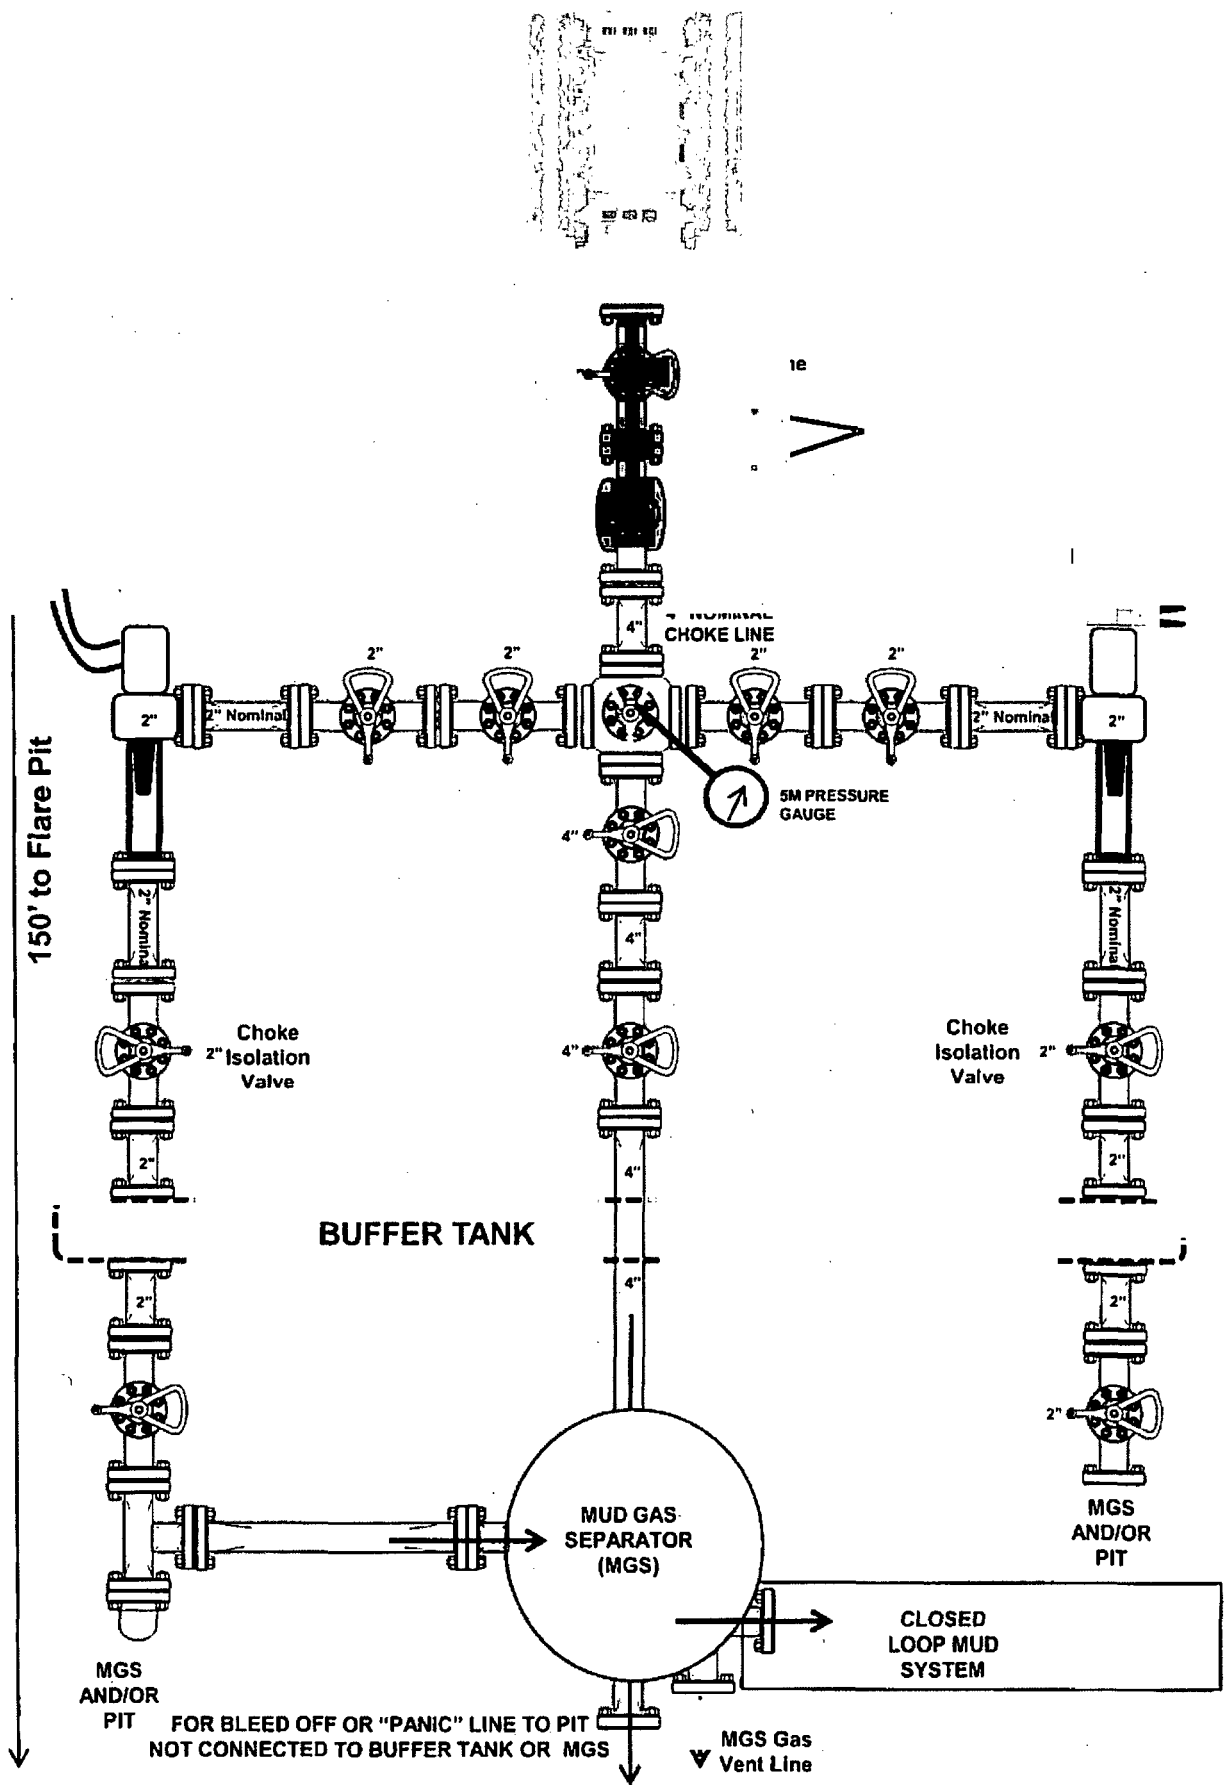 4"
NOMINAL
CHOKE LINE
2"
2"
2"
2"
2"
2" Nominal
2" Nominal
2"
5M PRESSURE
GAUGE
4"
150' to Flare Pit
2" Nominal
4"
2" Nominal
Choke
Isolation
Valve
2"
4"
Choke
Isolation
Valve
2"
2"
4"
2"
BUFFER TANK
4"
2"
2"
2"
MUD GAS
SEPARATOR
(MGS)
MGS
AND/OR
PIT
CLOSED
LOOP MUD
SYSTEM
MGS
AND/OR
PIT
FOR BLEED OFF OR "PANIC" LINE TO PIT
NOT CONNECTED TO BUFFER TANK OR MGS
MGS Gas
Vent Line